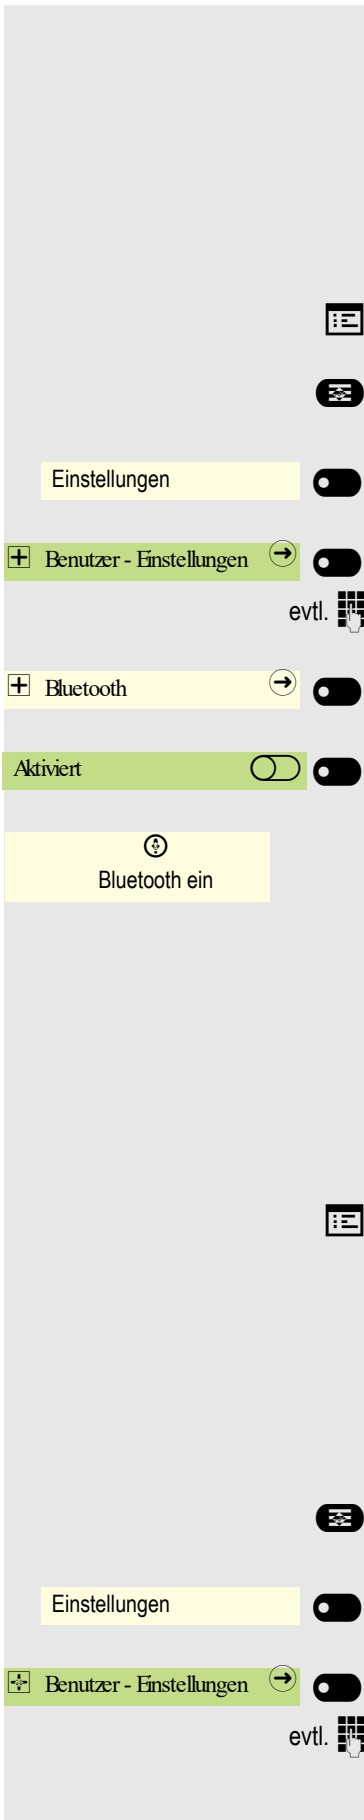 Einstellungen
Benutzer - Einstellungen
evtl.
Bluetooth
Aktiviert
Bluetooth ein
Einstellungen
Benutzer - Einstellungen
evtl.